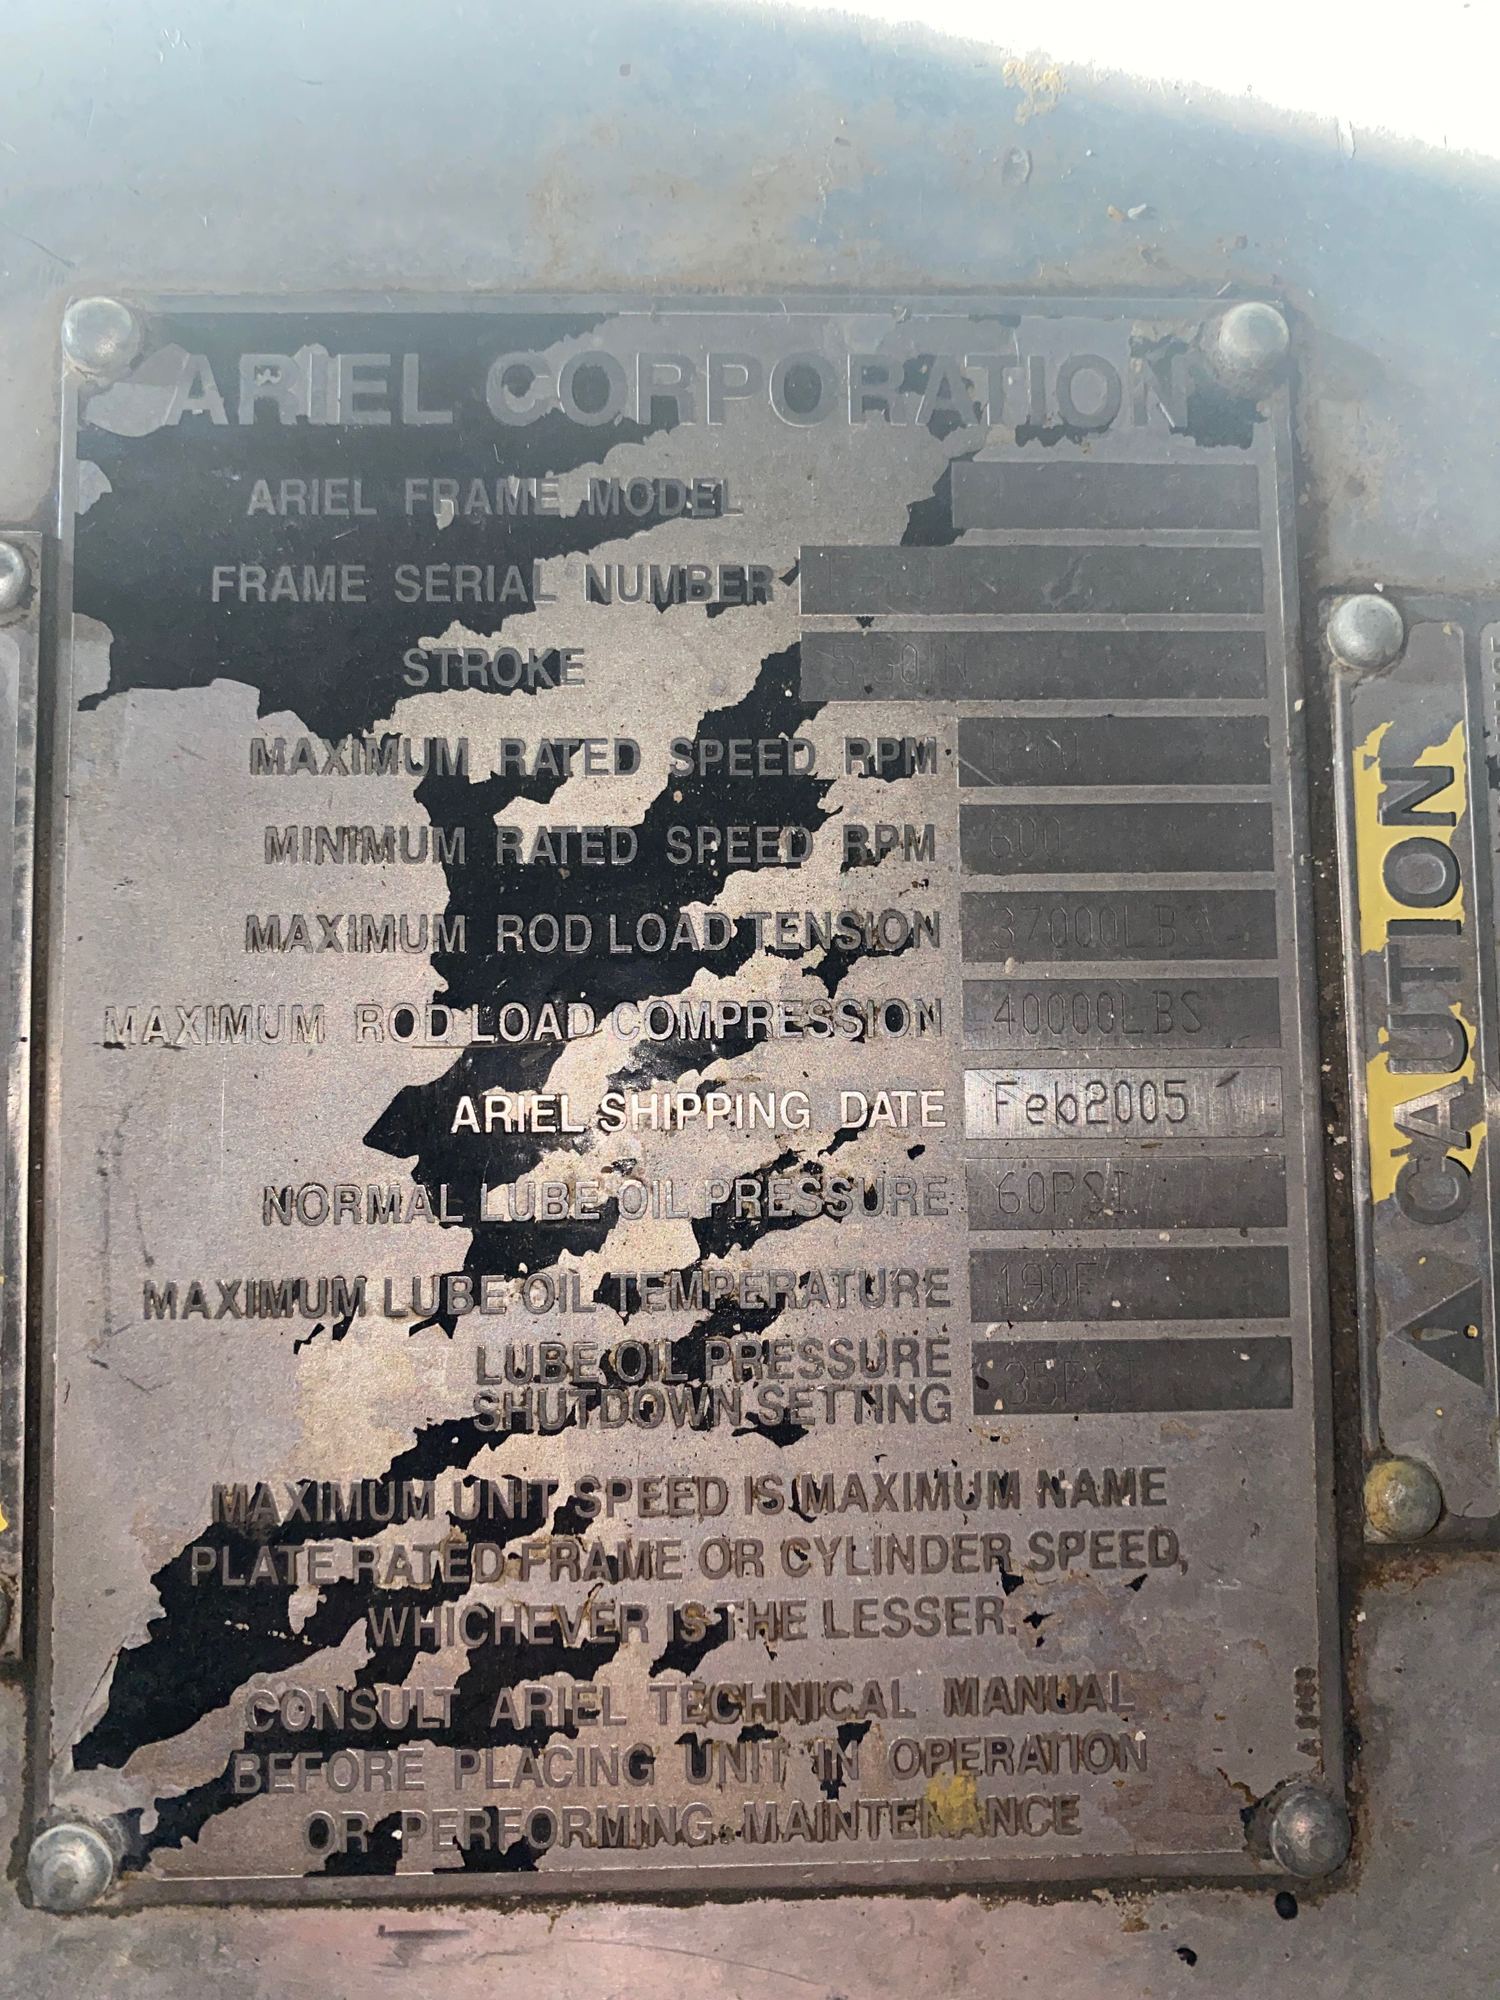 ARIEL CORPORATION
ARIEL FRAME MODEL
FRAME SERIAL NUMBER
STROKE 5.50IN
MAXIMUM RATED SPEED RPM 1200
MINIMUM RATED SPEED RPM 600
MAXIMUM ROD LOAD TENSION 37000LBS
MAXIMUM ROD LOAD COMPRESSION 40000LBS
ARIEL SHIPPING DATE Feb2005
NORMAL LUBE OIL PRESSURE 60PSI
MAXIMUM LUBE OIL TEMPERATURE 190F
LUBE OIL PRESSURE
SHUTDOWN SETTING 35PSI
MAXIMUM UNIT SPEED IS MAXIMUM NAME
PLATE RATED FRAME OR CYLINDER SPEED,
WHICHEVER IS THE LESSER.
CONSULT ARIEL TECHNICAL MANUAL
BEFORE PLACING UNIT IN OPERATION
OR PERFORMING MAINTENANCE
CAUTION